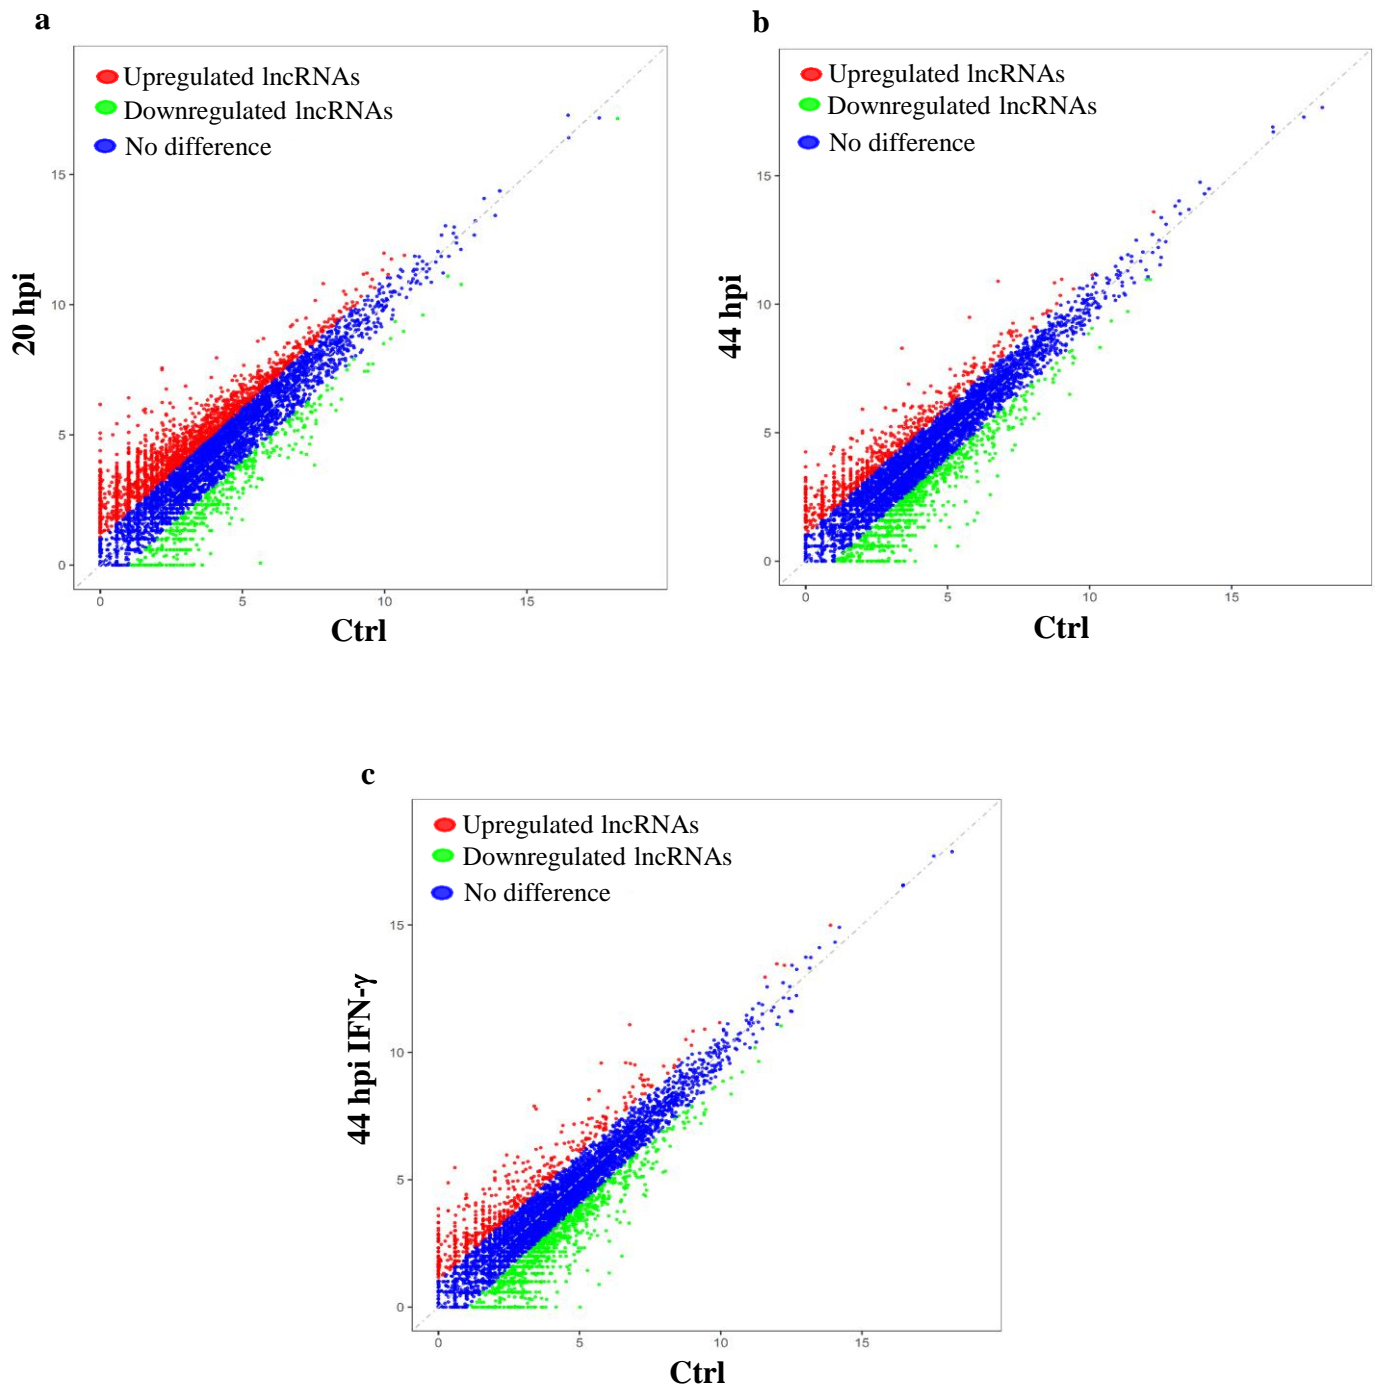 a
Upregulated lncRNAs
Downregulated lncRNAs
No difference
15
10
5
0
0 5 10 15
20 hpi
Ctrl
b
Upregulated lncRNAs
Downregulated lncRNAs
No difference
15
10
5
0
0 5 10 15
44 hpi
Ctrl
c
Upregulated lncRNAs
Downregulated lncRNAs
No difference
15
10
5
0
0 5 10 15
44 hpi IFN-γ
Ctrl